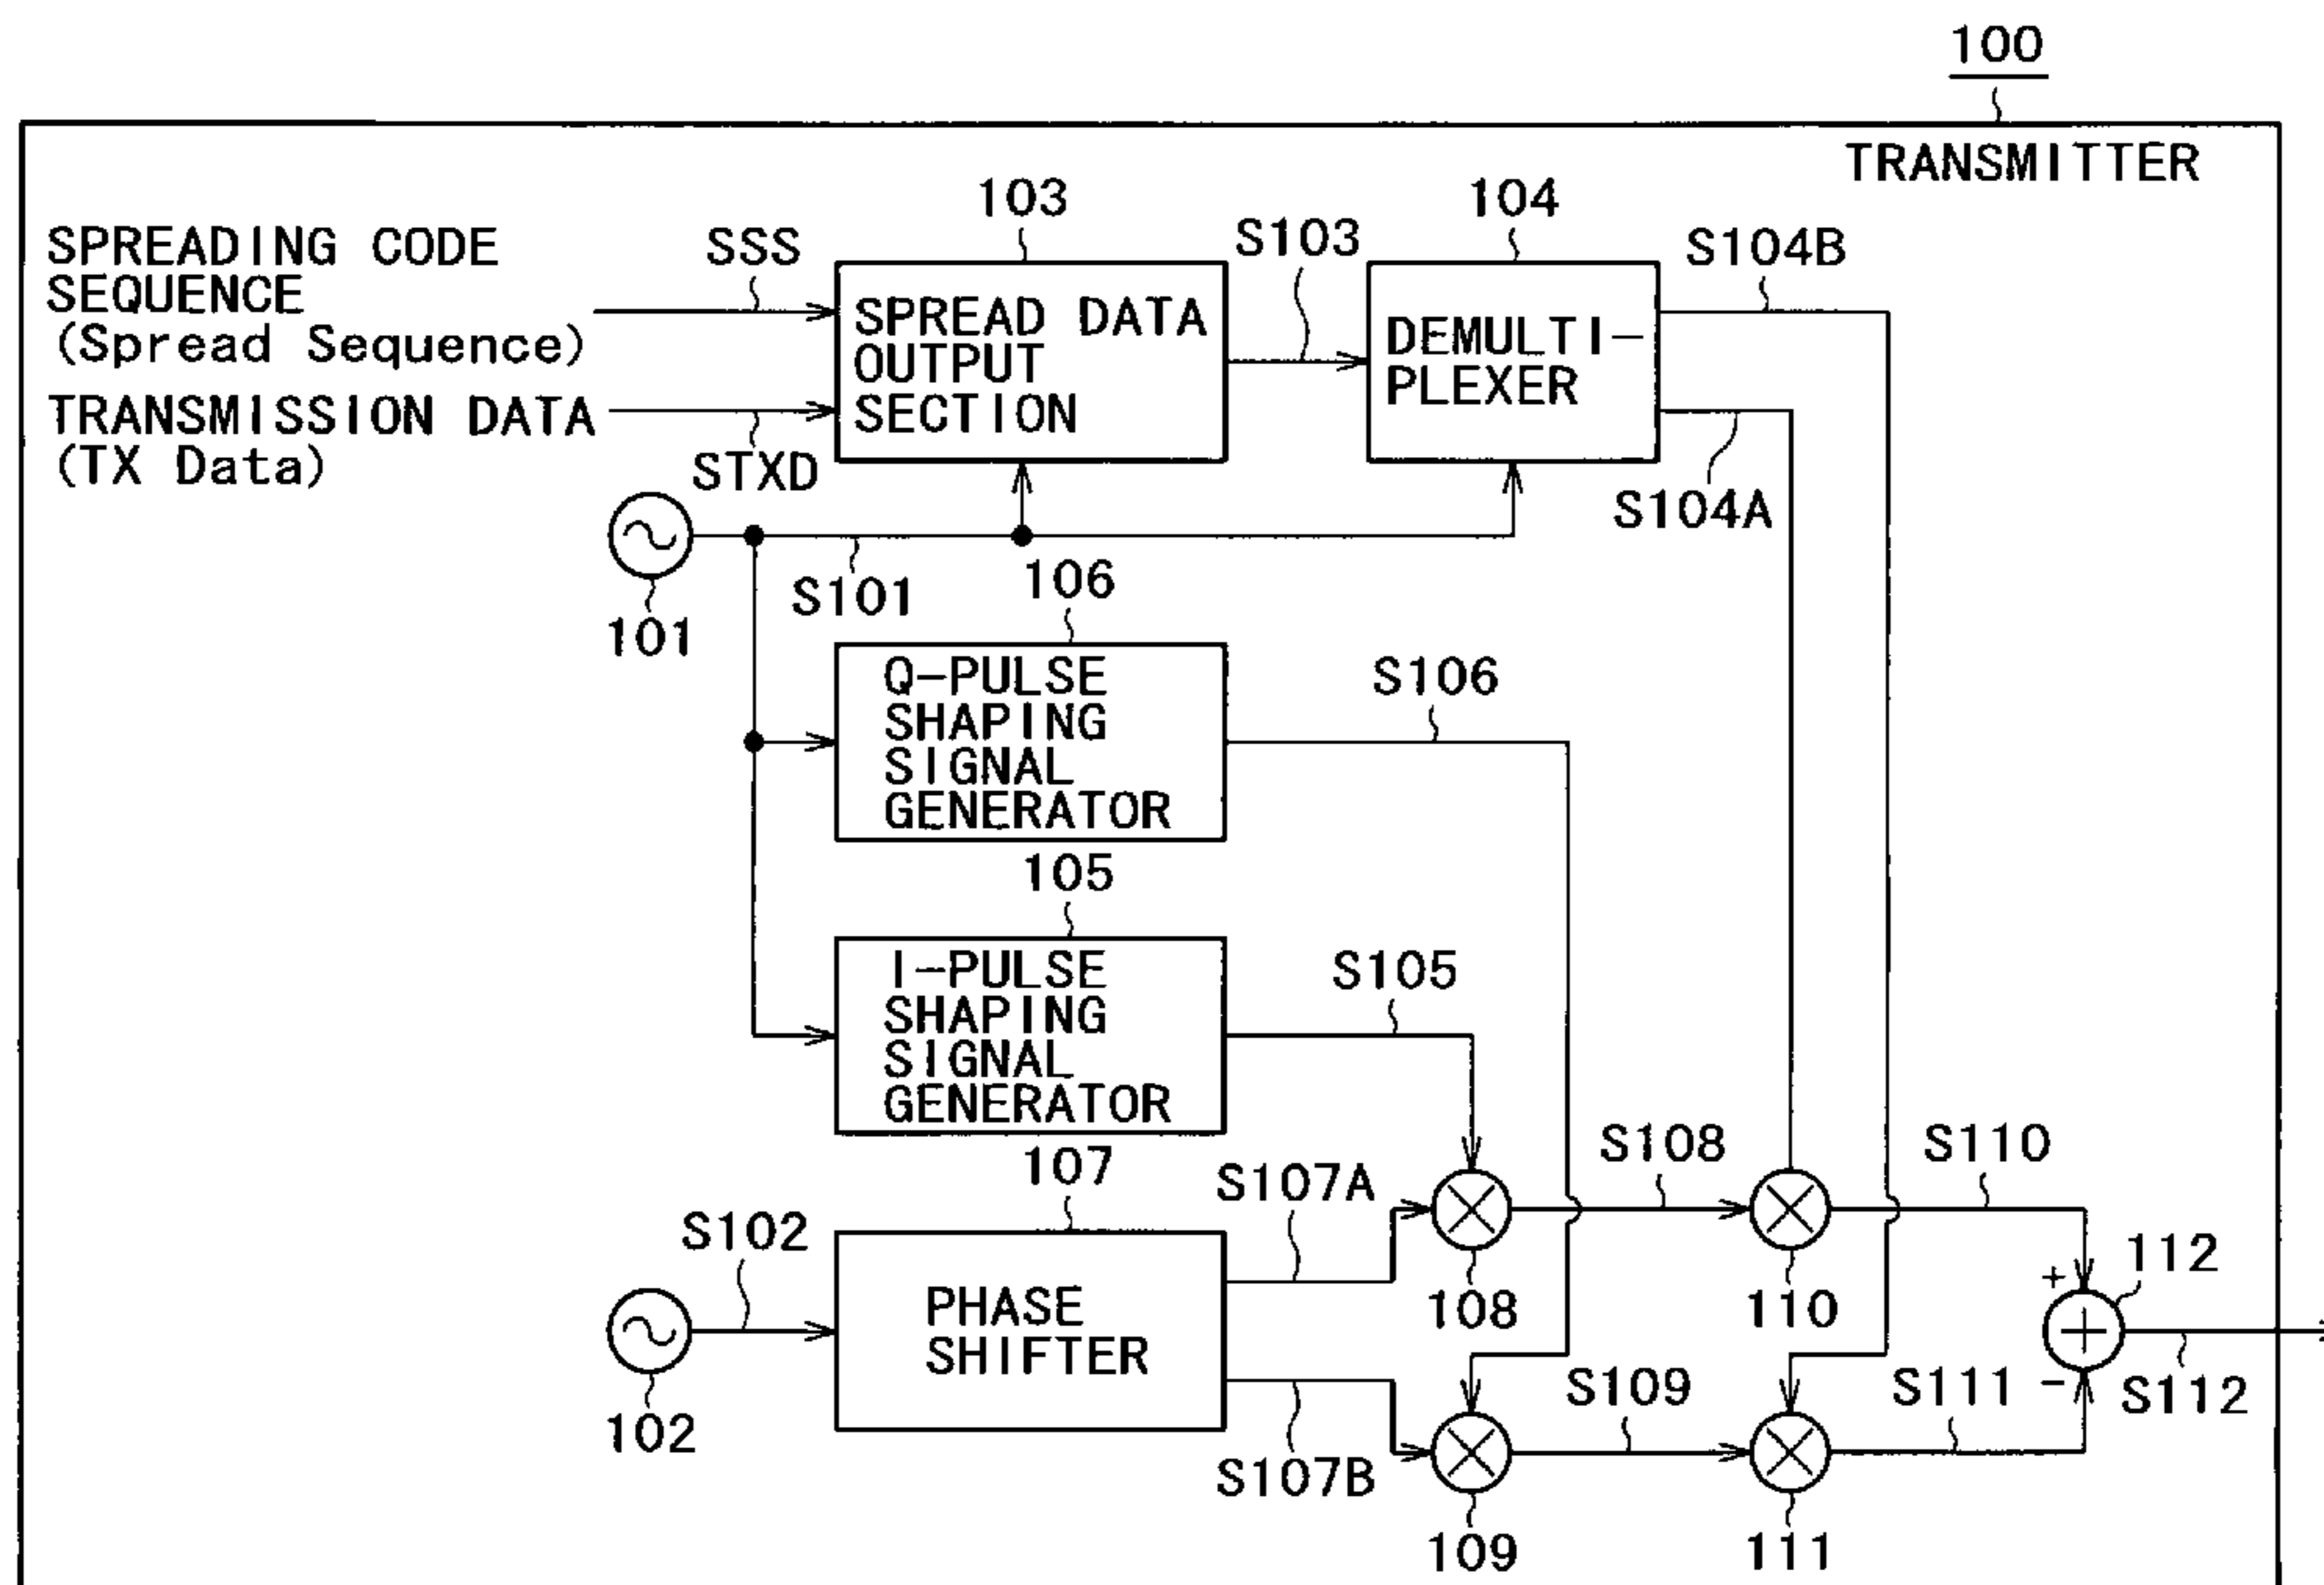 100
TRANSMITTER
103
104
SPREADING CODE
SEQUENCE
(Spread Sequence)
SSS
S103
S104B
SPREAD DATA
OUTPUT
SECTION
DEMULTI-
PLEXER
TRANSMISSION DATA
(TX Data)
STXD
S104A
101
S101
106
Q-PULSE
SHAPING
SIGNAL
GENERATOR
S106
105
I-PULSE
SHAPING
SIGNAL
GENERATOR
S105
107
S107A
S108
S110
S102
PHASE
SHIFTER
108
110
+
112
102
S107B
S109
S111
-
S112
109
111